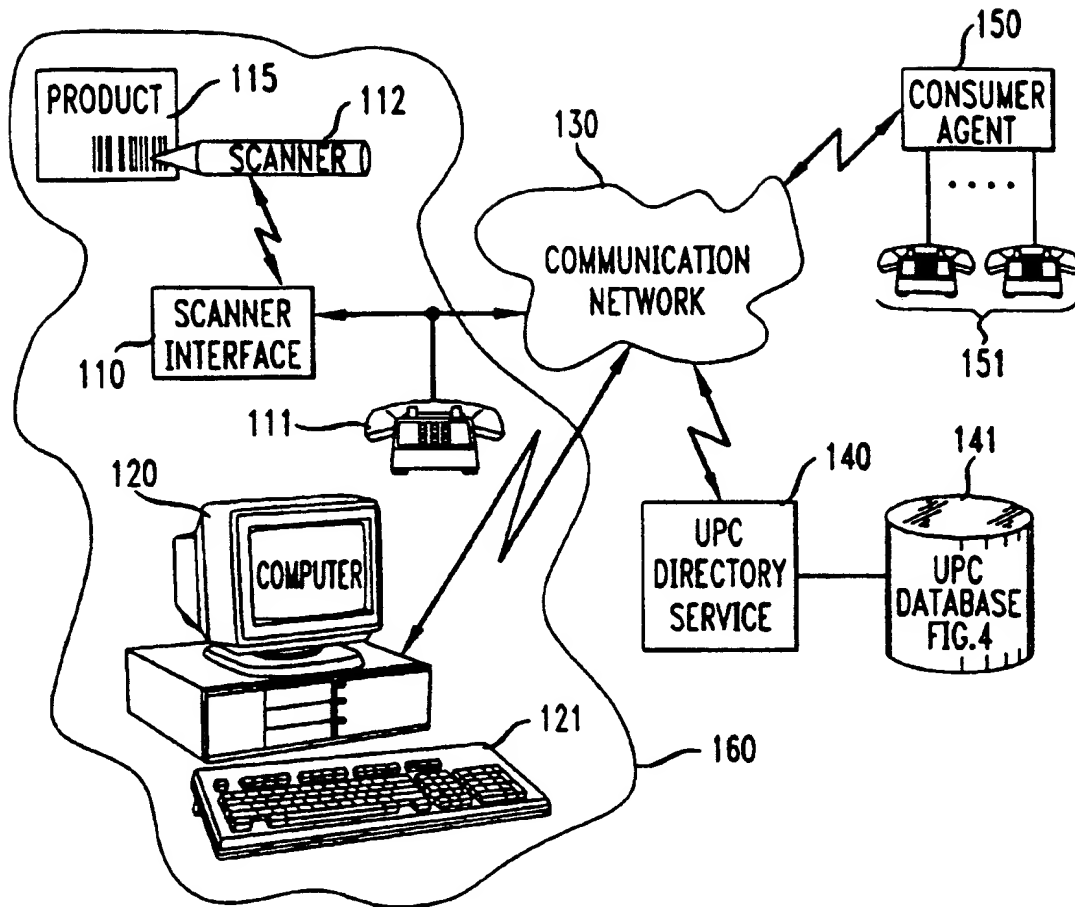 150
115
PRODUCT
112
SCANNER
CONSUMER
AGENT
130
COMMUNICATION
NETWORK
SCANNER
INTERFACE
110
151
111
120
COMPUTER
140
141
UPC
DIRECTORY
SERVICE
UPC
DATABASE
FIG.4
121
160